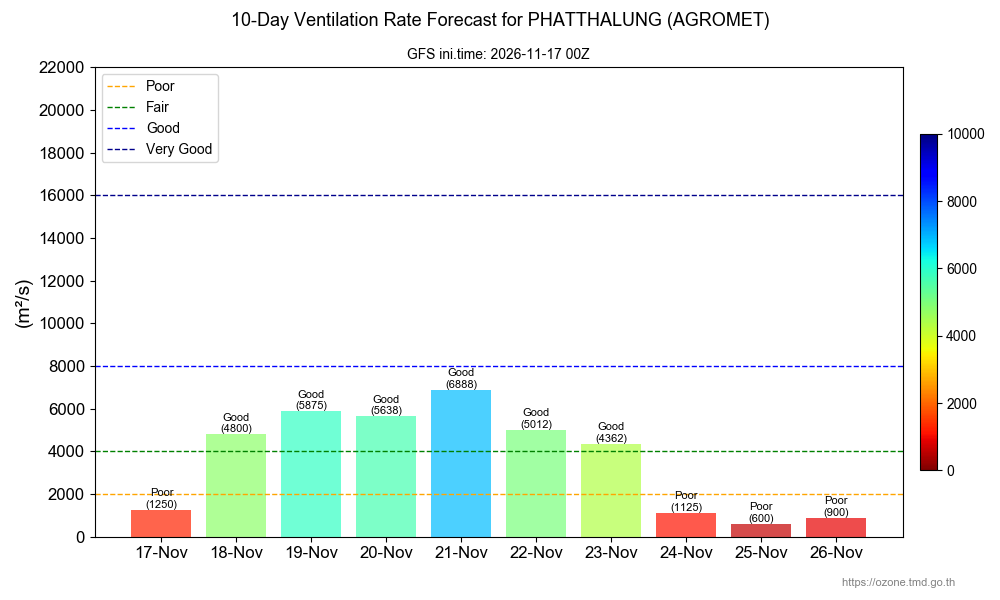 10-Day Ventilation Rate Forecast for PHATTHALUNG (AGROMET)
GFS ini.time: 2026-11-17 00Z
(m²/s)
22000
20000
18000
16000
14000
12000
10000
8000
6000
4000
2000
0
Poor
Fair
Good
Very Good
Poor
(1250)
Good
(4800)
Good
(5875)
Good
(5638)
Good
(6888)
Good
(5012)
Good
(4362)
Poor
(1125)
Poor
(600)
Poor
(900)
17-Nov
18-Nov
19-Nov
20-Nov
21-Nov
22-Nov
23-Nov
24-Nov
25-Nov
26-Nov
10000
8000
6000
4000
2000
0
https://ozone.tmd.go.th